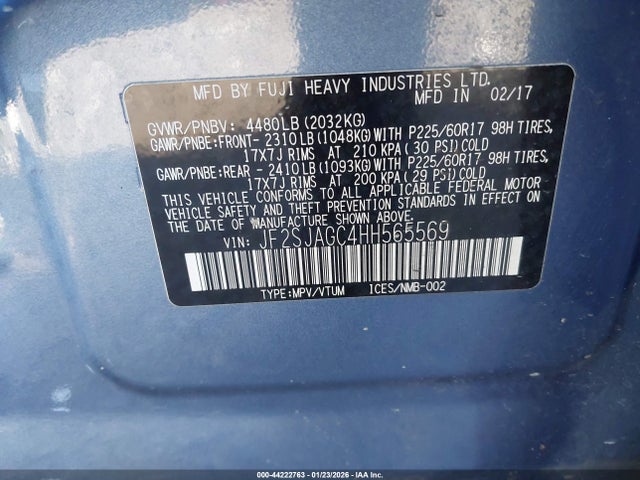 MFD BY FUJI HEAVY INDUSTRIES LTD.
MFD IN 02/17
GVWR/PNBV: 4480LB(2032KG)
GAWR/PNBE:FRONT- 2310LB(1048KG)WITH P225/60R17 98H TIRES,
17X7J RIMS AT 210 KPA(30 PSI)COLD
GAWR/PNBE:REAR - 2410LB(1093KG)WITH P225/60R17 98H TIRES,
17X7J RIMS AT 200 KPA(29 PSI)COLD
THIS VEHICLE CONFORMS TO ALL APPLICABLE FEDERAL MOTOR
VEHICLE SAFETY AND THEFT PREVENTION STANDARDS IN EFFECT ON
THE DATE OF MANUFACTURE SHOWN ABOVE.
VIN: JF2SJAGC4HH565569
TYPE:MPV/VTUM ICES/NMB-002
000-44222763 - 01/23/2026 - IAA Inc.